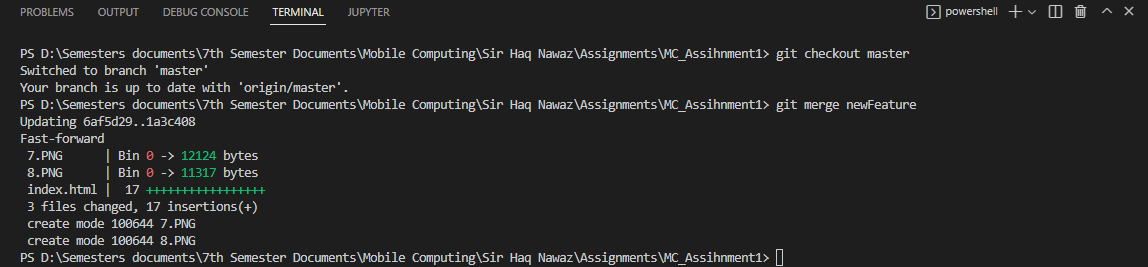 PROBLEMS OUTPUT DEBUG CONSOLE TERMINAL JUPYTER powershell
PS D:\Semesters documents\7th Semester Documents\Mobile Computing\Sir Haq Nawaz\Assignments\MC_Assihnment1> git checkout master
Switched to branch 'master'
Your branch is up to date with 'origin/master'.
PS D:\Semesters documents\7th Semester Documents\Mobile Computing\Sir Haq Nawaz\Assignments\MC_Assihnment1> git merge newFeature
Updating 6af5d29..1a3c408
Fast-forward
 7.PNG      | Bin 0 -> 12124 bytes
 8.PNG      | Bin 0 -> 11317 bytes
 index.html |  17 +++++++++++++++++
 3 files changed, 17 insertions(+)
 create mode 100644 7.PNG
 create mode 100644 8.PNG
PS D:\Semesters documents\7th Semester Documents\Mobile Computing\Sir Haq Nawaz\Assignments\MC_Assihnment1>